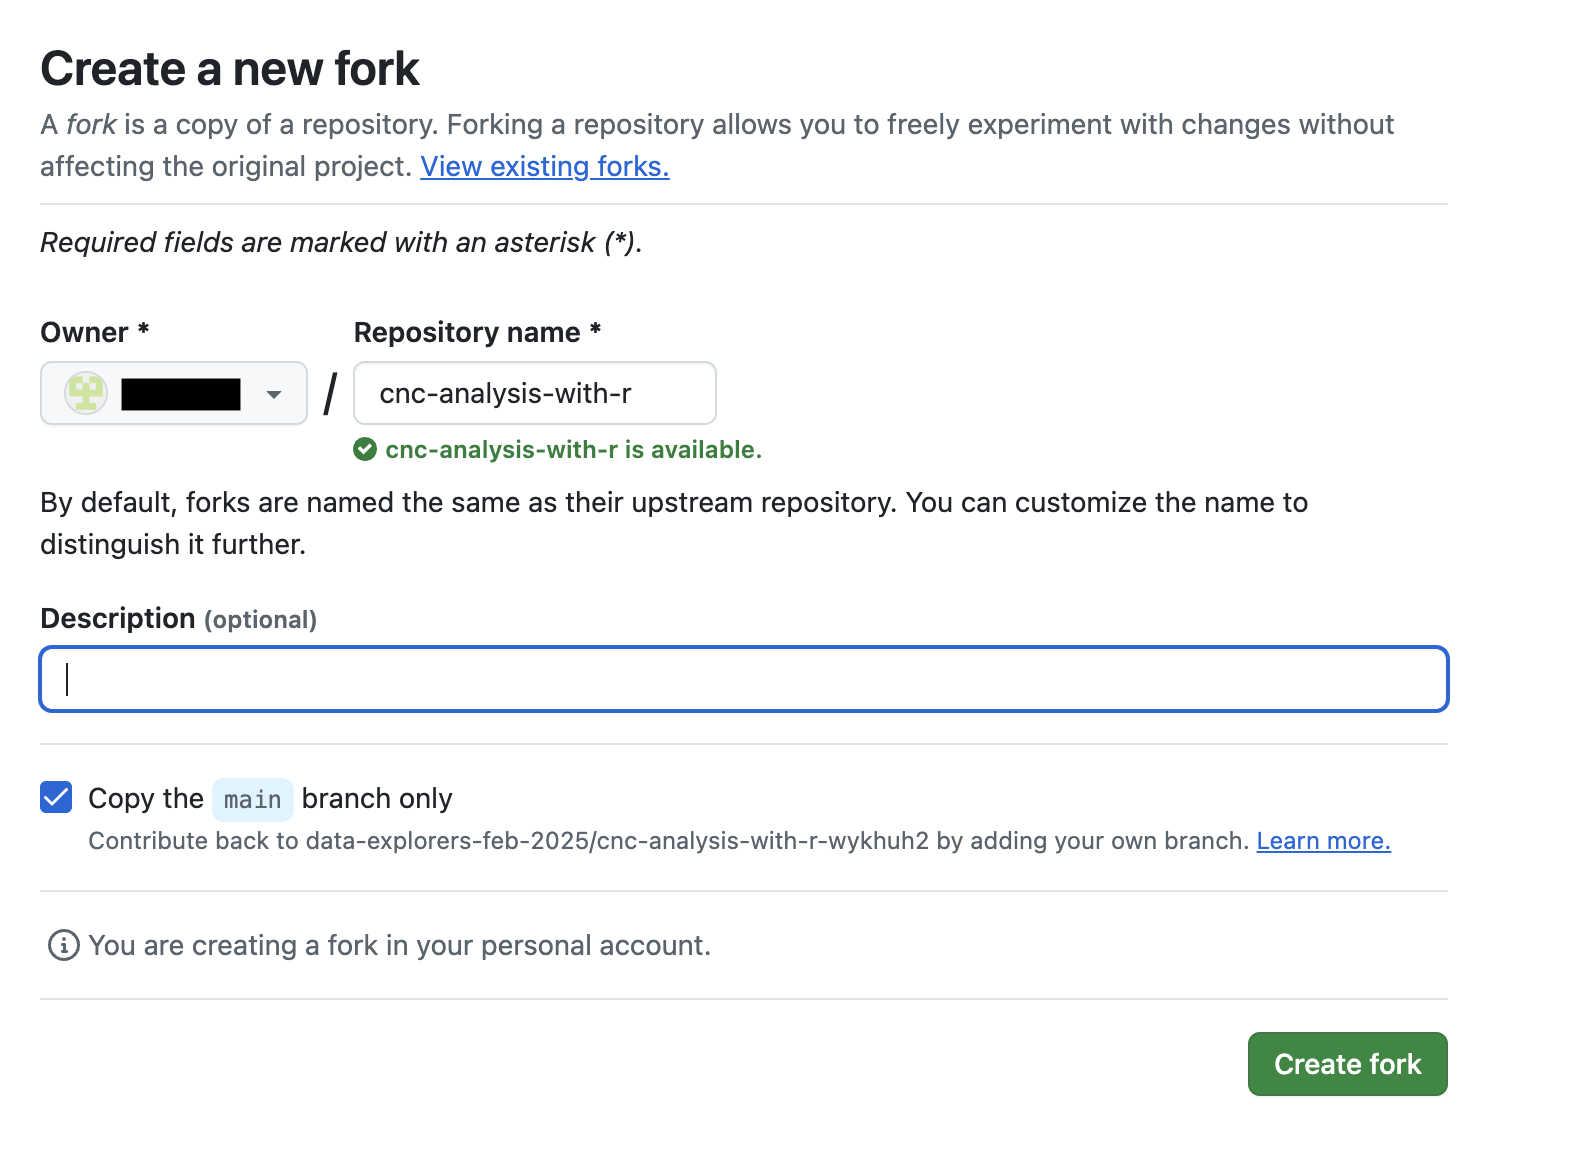 Create a new fork
A fork is a copy of a repository. Forking a repository allows you to freely experiment with changes without
affecting the original project. View existing forks.
Required fields are marked with an asterisk (*).
Owner *
Repository name *
/
cnc-analysis-with-r
cnc-analysis-with-r is available.
By default, forks are named the same as their upstream repository. You can customize the name to
distinguish it further.
Description (optional)
Copy the main branch only
Contribute back to data-explorers-feb-2025/cnc-analysis-with-r-wykhuh2 by adding your own branch. Learn more.
You are creating a fork in your personal account.
Create fork